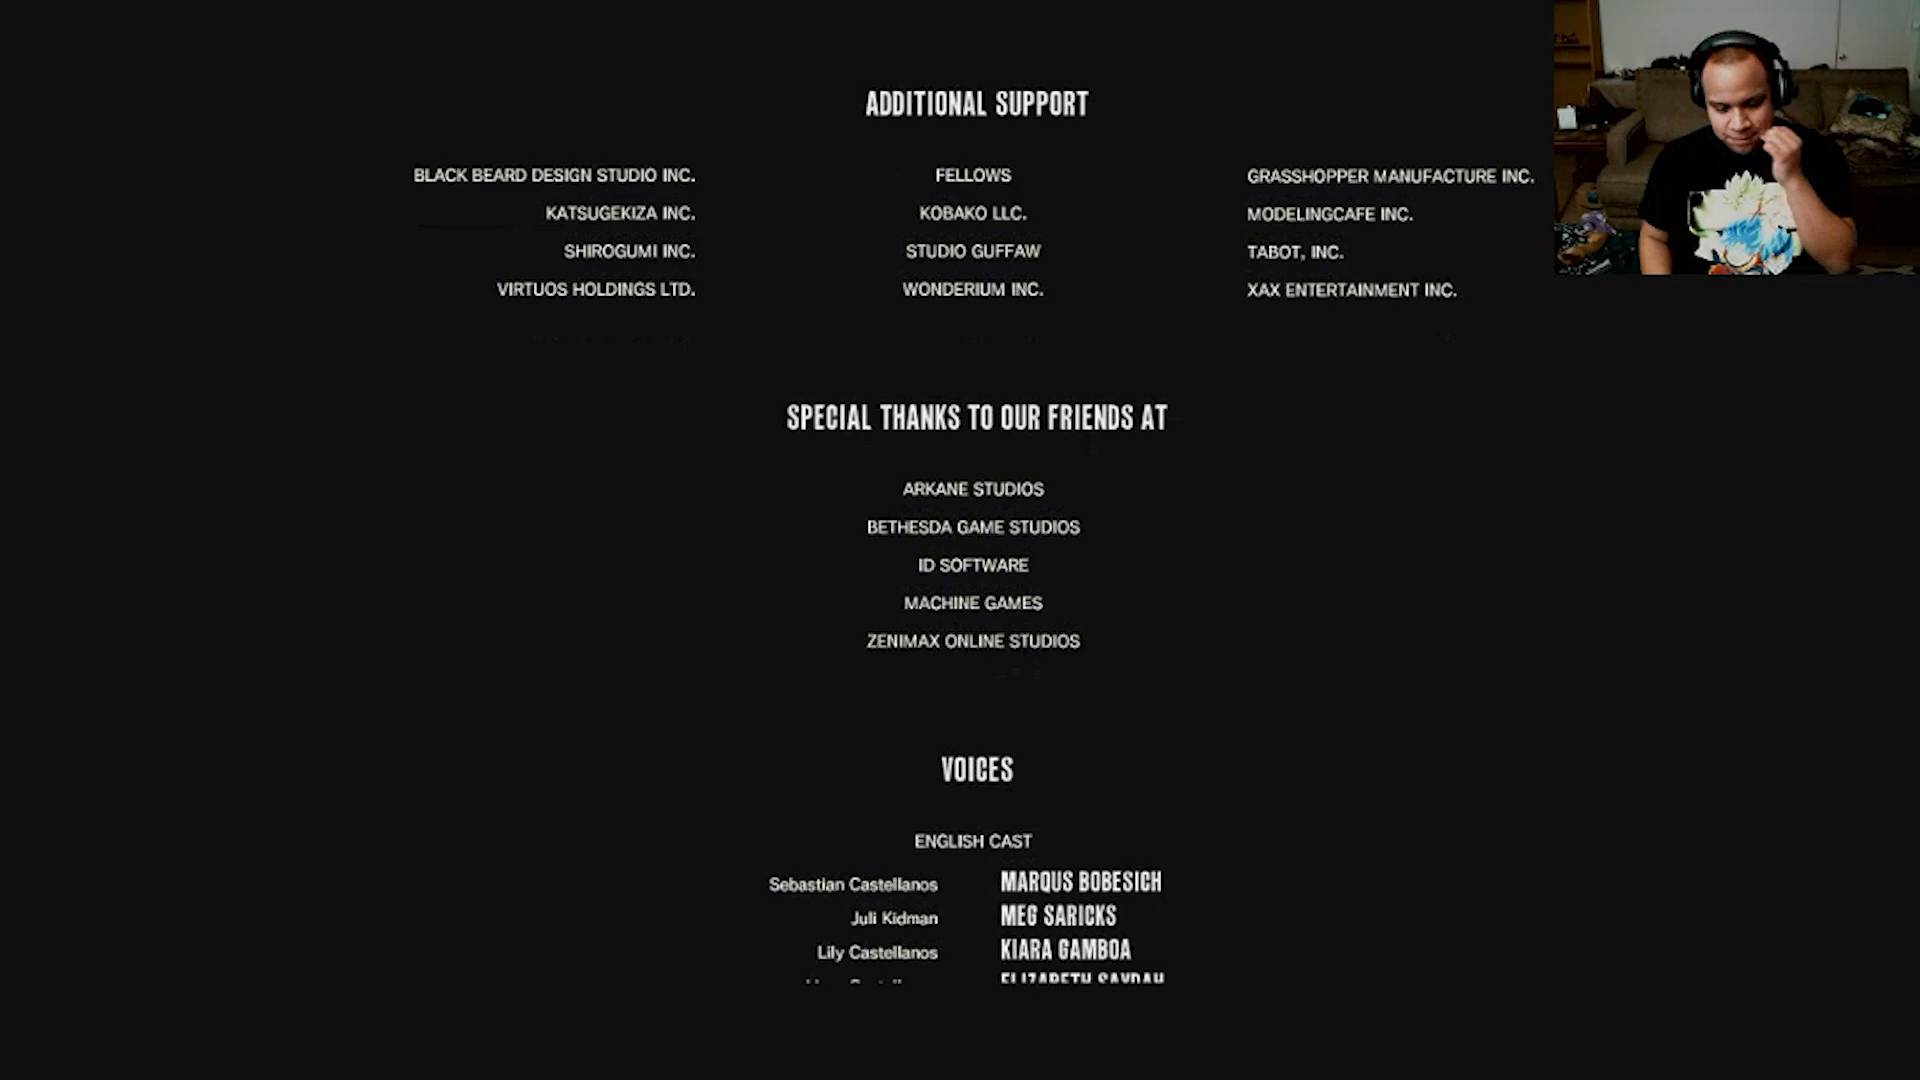 ADDITIONAL SUPPORT
BLACK BEARD DESIGN STUDIO INC. FELLOWS GRASSHOPPER MANUFACTURE INC.
KATSUGEKIZA INC. KOBAKO LLC. MODELINGCAFE INC.
SHIROGUMI INC. STUDIO GUFFAW TABOT, INC.
VIRTUOS HOLDINGS LTD. WONDERIUM INC. XAX ENTERTAINMENT INC.
SPECIAL THANKS TO OUR FRIENDS AT
ARKANE STUDIOS
BETHESDA GAME STUDIOS
ID SOFTWARE
MACHINE GAMES
ZENIMAX ONLINE STUDIOS
VOICES
ENGLISH CAST
Sebastian Castellanos MARQUS BOBESICH
Juli Kidman MEG SARICKS
Lily Castellanos KIARA GAMBOA